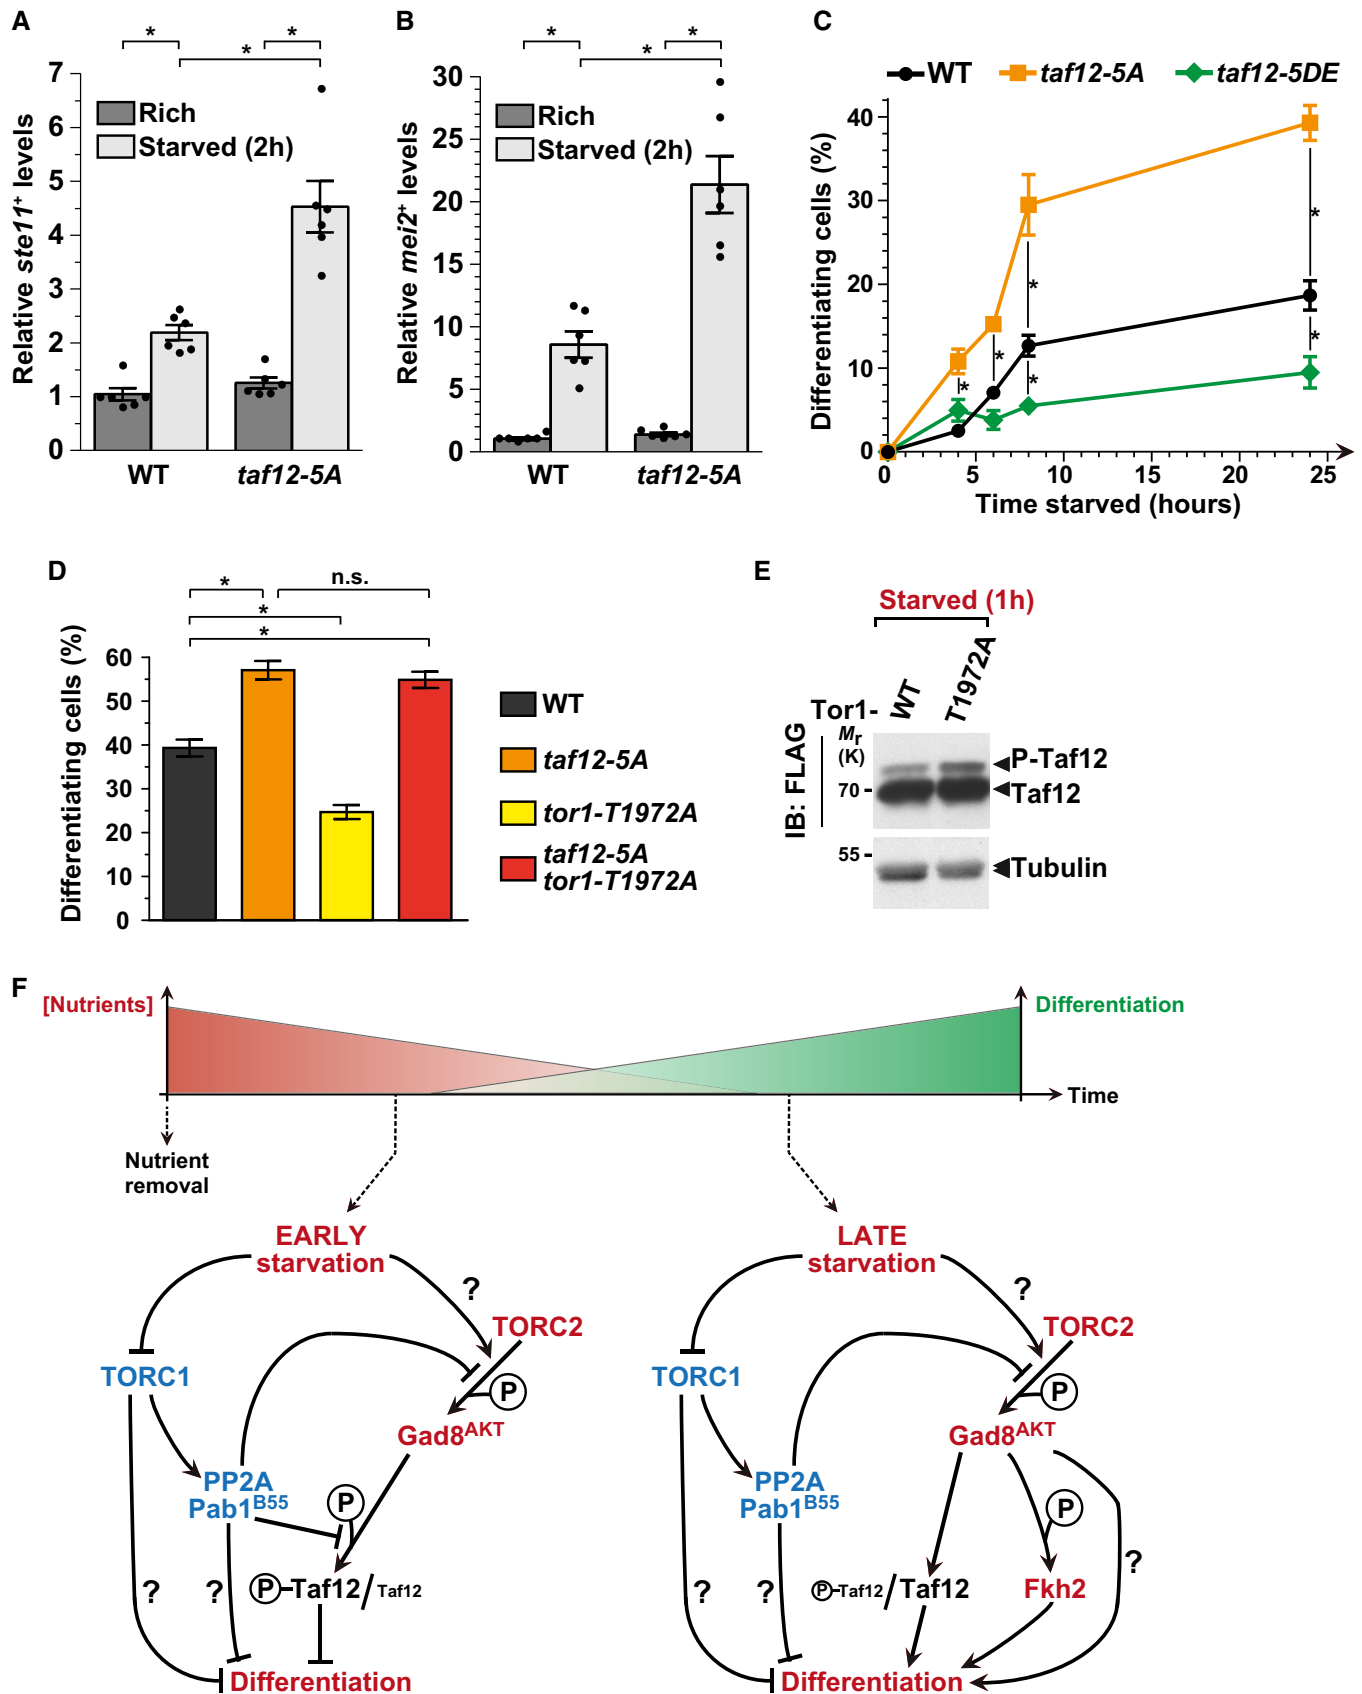 A
*
*
*
Relative ste11+ levels
7
6
5
4
3
2
1
0
Rich
Starved (2h)
WT
taf12-5A
B
*
*
*
Relative mei2+ levels
30
25
20
15
10
5
0
Rich
Starved (2h)
WT
taf12-5A
C
WT
taf12-5A
taf12-5DE
Differentiating cells (%)
40
30
20
10
0
*
*
*
*
*
*
0
5
10
15
20
25
Time starved (hours)
D
*
n.s.
*
*
Differentiating cells (%)
60
50
40
30
20
10
0
WT
taf12-5A
tor1-T1972A
taf12-5A
tor1-T1972A
E
Starved (1h)
Tor1-
WT
T1972A
IB: FLAG
Mr
(K)
70
55
P-Taf12
Taf12
Tubulin
F
[Nutrients]
Differentiation
Time
Nutrient
removal
EARLY
starvation
?
TORC2
TORC1
P
Gad8AKT
PP2A
Pab1B55
P
?
?
P-Taf12/Taf12
Differentiation
LATE
starvation
?
TORC2
TORC1
P
Gad8AKT
PP2A
Pab1B55
P
?
?
?
P-Taf12/Taf12
Fkh2
Differentiation